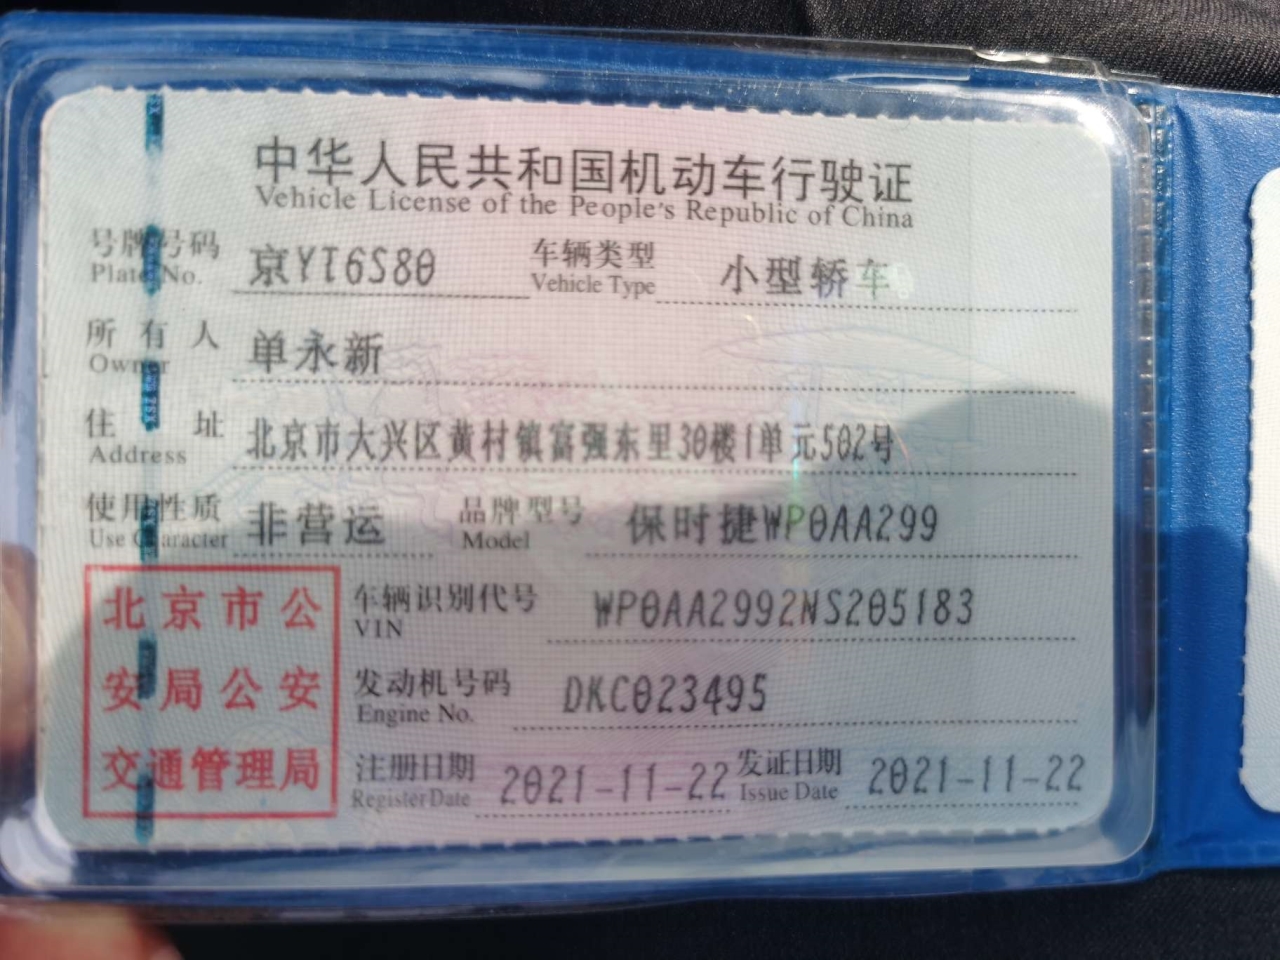 中华人民共和国机动车行驶证
Vehicle License of the People's Republic of China
号牌号码 京YT6S80 车辆类型 小型轿车
Plate No. Vehicle Type
所有人 单永新
Owner
住址 北京市大兴区黄村镇富强东里30楼1单元502号
Address
使用性质 非营运 品牌型号 保时捷WP0AA299
Use Character Model
北京市公 车辆识别代号 WP0AA2992NS205183
VIN
安局公安 发动机号码 DKC023495
Engine No.
交通管理局 注册日期 2021-11-22 发证日期 2021-11-22
Register Date Issue Date